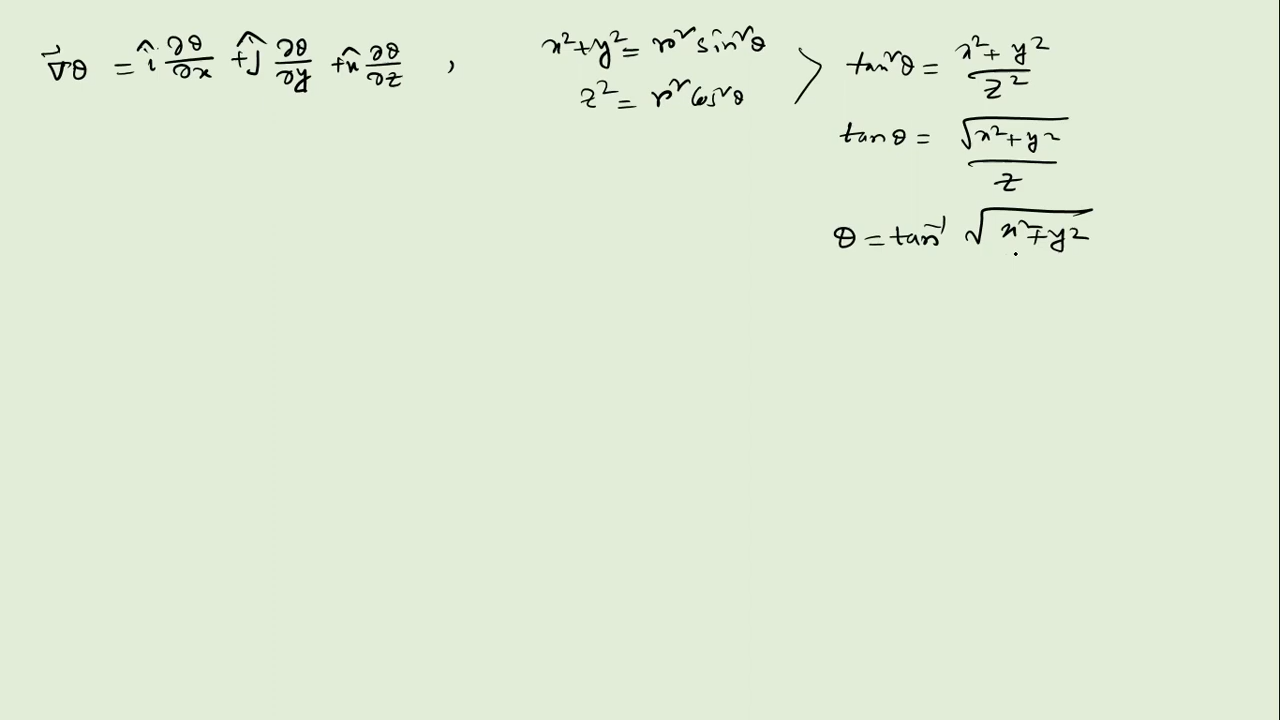 ∇⃗θ = î ∂θ/∂x + ĵ ∂θ/∂y + k̂ ∂θ/∂z ,
x² + y² = r² sin²θ
z² = r² cos²θ
tan²θ = (x² + y²)/z²
tanθ = √(x² + y²)/z
θ = tan⁻¹ √(x² + y²)